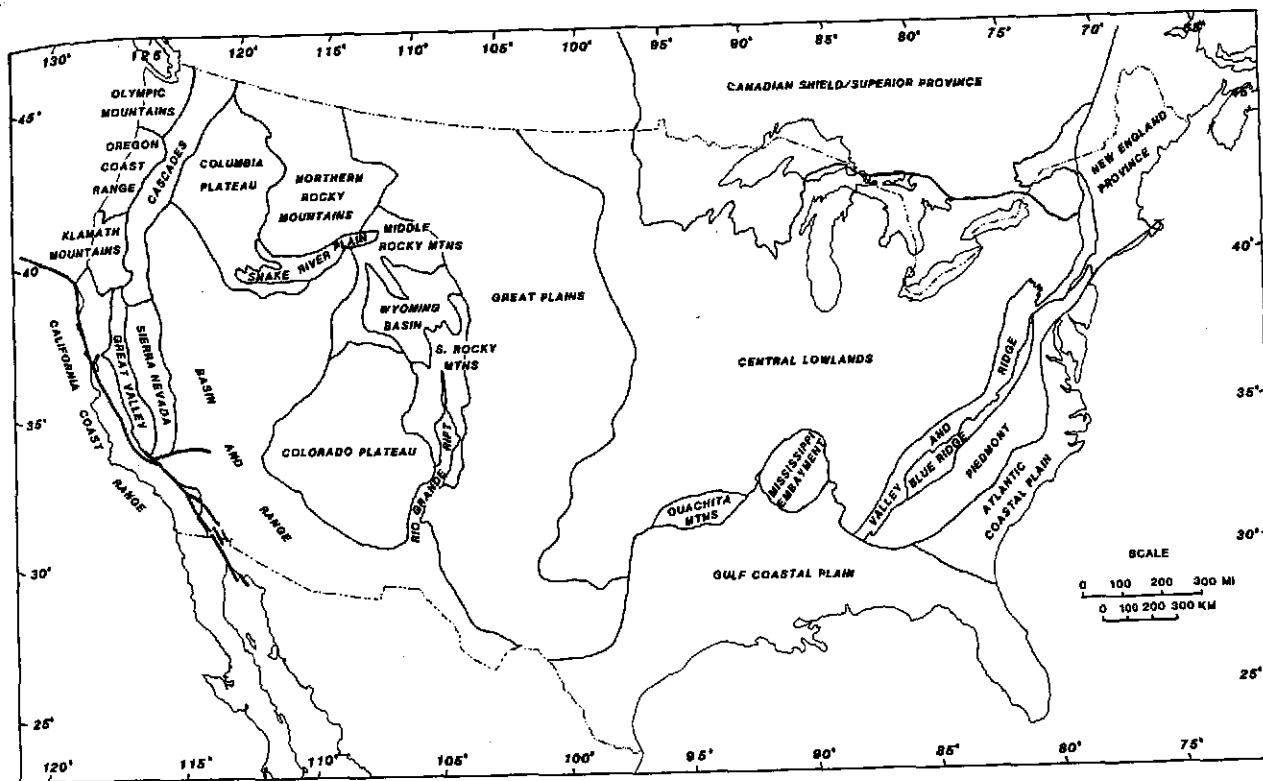 130° 125° 120° 115° 110° 105° 100° 95° 90° 85° 80° 75° 70°
CANADIAN SHIELD/SUPERIOR PROVINCE
OLYMPIC
MOUNTAINS
45°
45°
OREGON
COAST
RANGE
CASCADES
COLUMBIA
PLATEAU
NORTHERN
ROCKY
MOUNTAINS
NEW ENGLAND
PROVINCE
KLAMATH
MOUNTAINS
MIDDLE
ROCKY MTNS
SNAKE RIVER PLAIN
40°
40°
GREAT PLAINS
WYOMING
BASIN
S. ROCKY
MTNS
CENTRAL LOWLANDS
CALIFORNIA
COAST
RANGE
GREAT VALLEY
SIERRA NEVADA
BASIN
AND
RANGE
35°
35°
COLORADO PLATEAU
RIO GRANDE RIFT
VALLEY AND RIDGE
BLUE RIDGE
PIEDMONT
ATLANTIC
COASTAL PLAIN
MISSISSIPPI
EMBAYMENT
OUACHITA
MTNS
30°
30°
GULF COASTAL PLAIN
SCALE
0 100 200 300 MI
0 100 200 300 KM
25°
25°
120° 115° 110° 105° 100° 95° 90° 85° 80° 75°